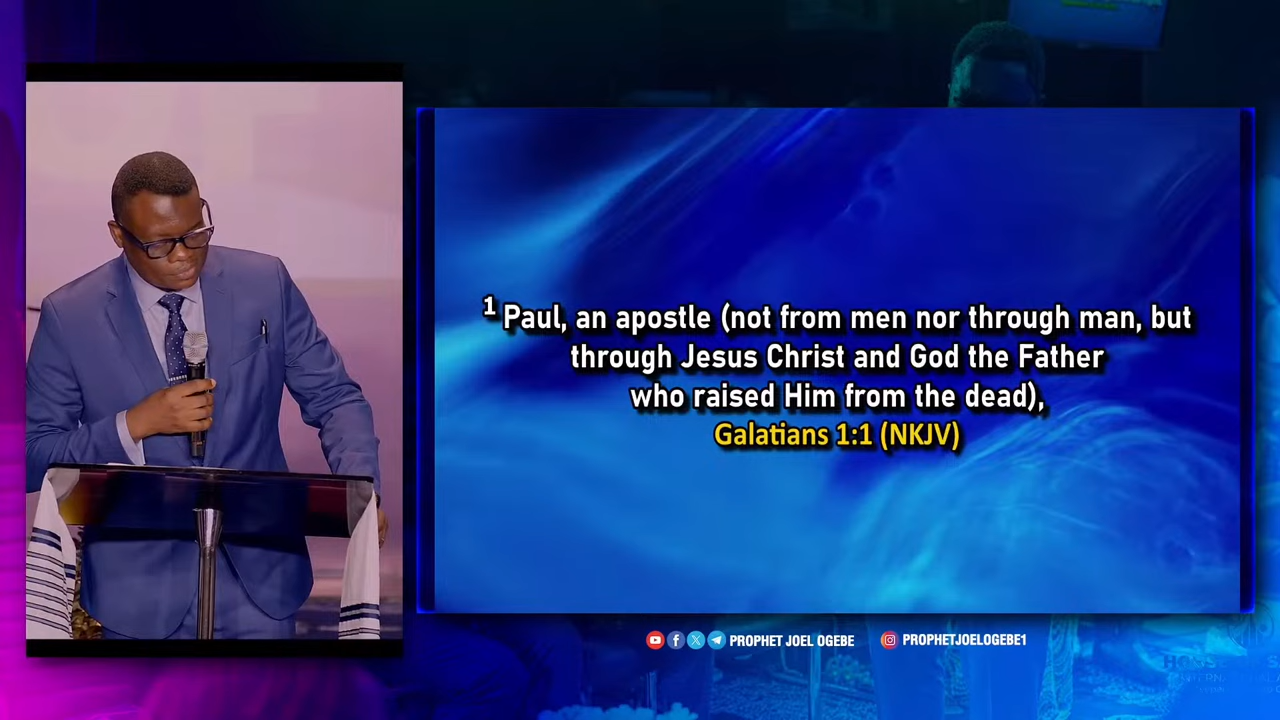 1 Paul, an apostle (not from men nor through man, but
through Jesus Christ and God the Father
who raised Him from the dead),
Galatians 1:1 (NKJV)
PROPHET JOEL OGEBE
PROPHETJOELOGEBE1